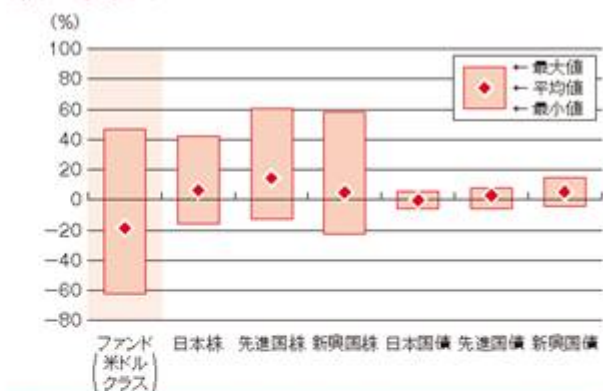 (%)
100
80
60
40
20
0
−20
−40
−60
−80
← 最大値
← 平均値
← 最小値
ファンド 日本株 先進国株 新興国株 日本国債 先進国債 新興国債
(米ドル
クラス)